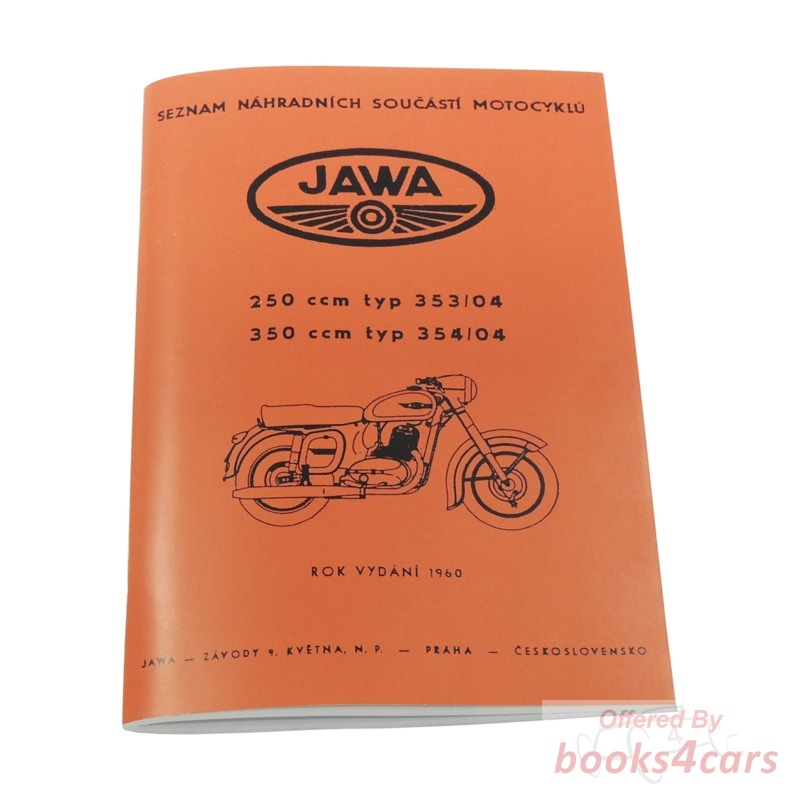 SEZNAM NÁHRADNÍCH SOUČÁSTÍ MOTOCYKLŮ
JAWA
250 ccm typ 353/04
350 ccm typ 354/04
ROK VYDÁNÍ 1960
JAWA — ZÁVODY 9. KVĚTNA, N. P. — PRAHA — ČESKOSLOVENSKO
Offered By
books4cars